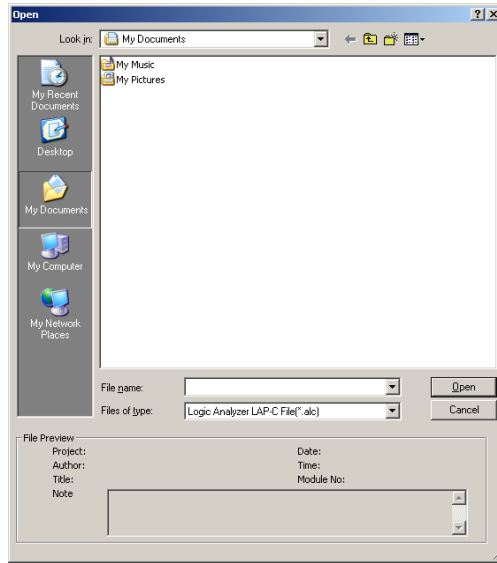 Open
Look in: My Documents
My Music
My Pictures
My Recent
Documents
Desktop
My Documents
My Computer
My Network
Places
File name:
Open
Files of type: Logic Analyzer LAP-C File(*.alc)
Cancel
File Preview
Project: Date:
Author: Time:
Title: Module No:
Note